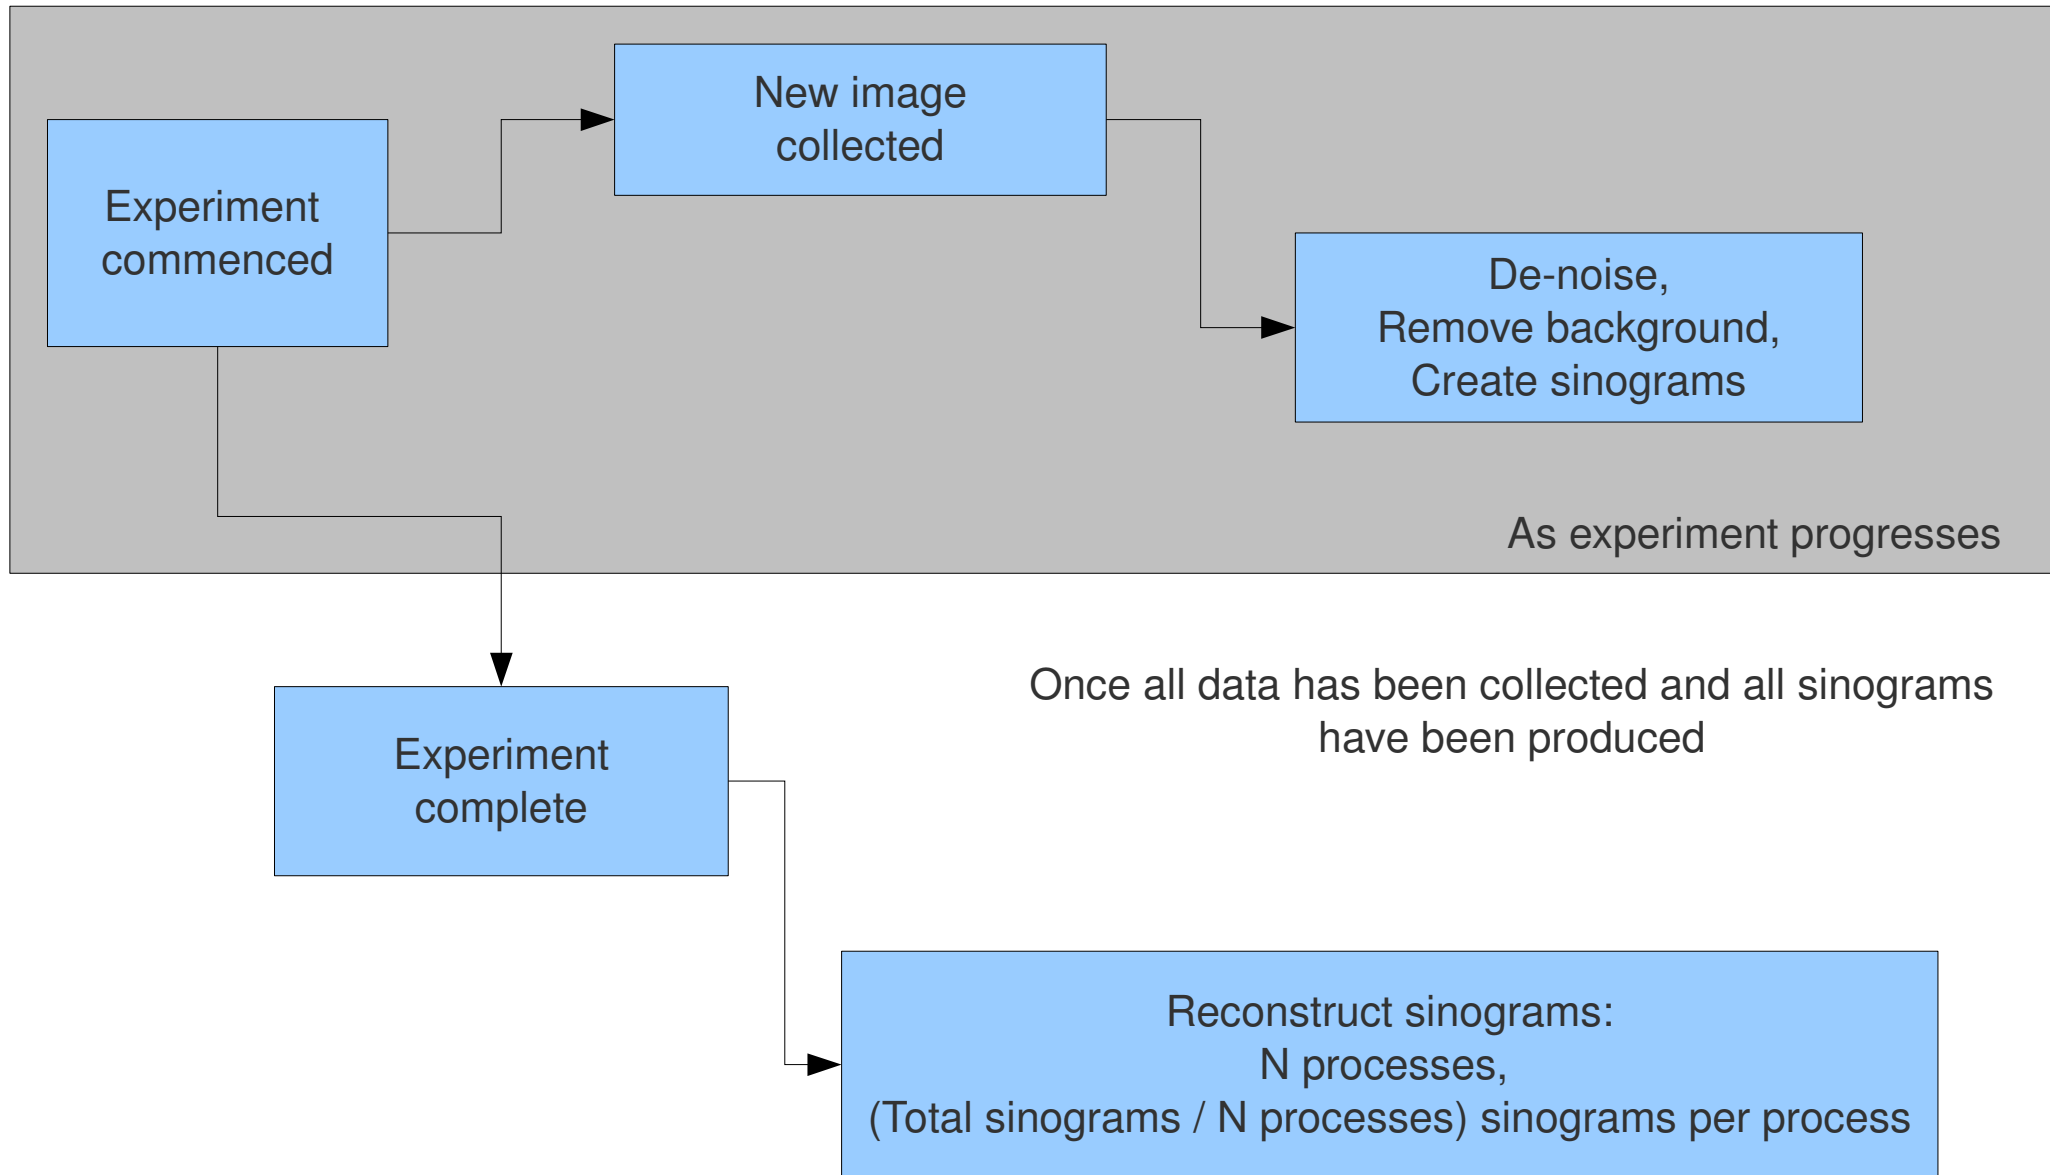 New image
collected
Experiment
commenced
De-noise,
Remove background,
Create sinograms
As experiment progresses
Once all data has been collected and all sinograms
have been produced
Experiment
complete
Reconstruct sinograms:
N processes,
(Total sinograms / N processes) sinograms per process